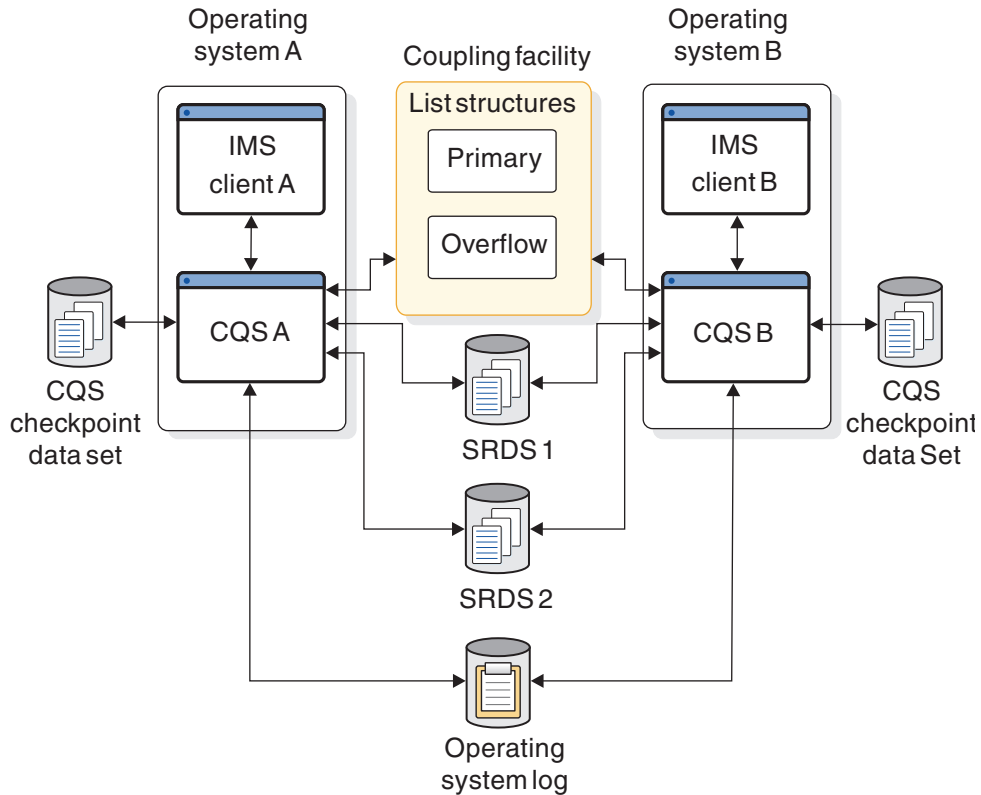 Operating
system A
Coupling facility
Operating
system B
List structures
IMS
client A
Primary
IMS
client B
Overflow
CQS A
CQS B
CQS
checkpoint
data set
SRDS 1
CQS
checkpoint
data Set
SRDS 2
Operating
system log